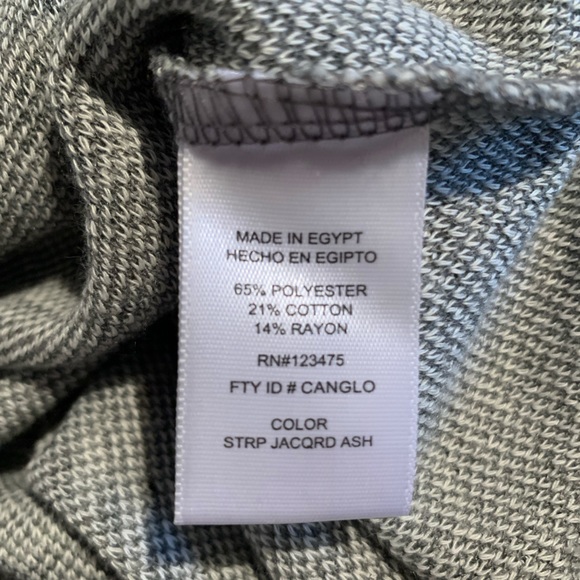 MADE IN EGYPT
HECHO EN EGIPTO
65% POLYESTER
21% COTTON
14% RAYON
RN#123475
FTY ID # CANGLO
COLOR
STRP JACQRD ASH